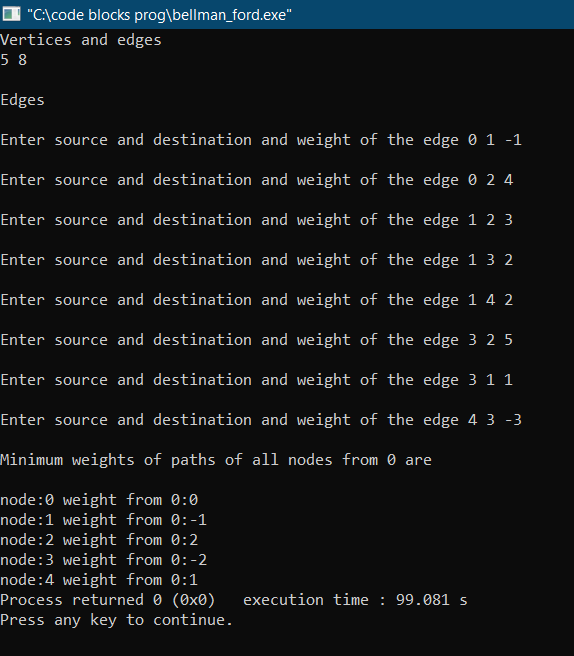 "C:\code blocks prog\bellman_ford.exe"
Vertices and edges
5 8
Edges
Enter source and destination and weight of the edge 0 1 -1
Enter source and destination and weight of the edge 0 2 4
Enter source and destination and weight of the edge 1 2 3
Enter source and destination and weight of the edge 1 3 2
Enter source and destination and weight of the edge 1 4 2
Enter source and destination and weight of the edge 3 2 5
Enter source and destination and weight of the edge 3 1 1
Enter source and destination and weight of the edge 4 3 -3
Minimum weights of paths of all nodes from 0 are
node:0 weight from 0:0
node:1 weight from 0:-1
node:2 weight from 0:2
node:3 weight from 0:-2
node:4 weight from 0:1
Process returned 0 (0x0)   execution time : 99.081 s
Press any key to continue.